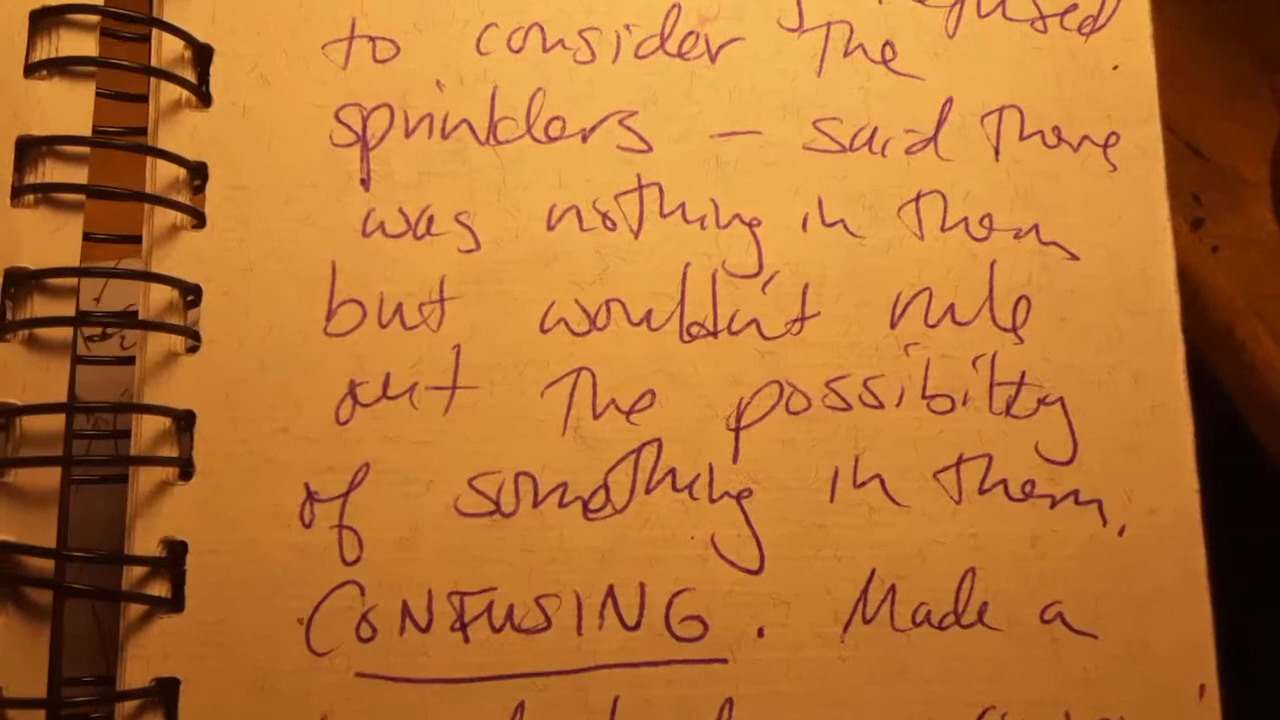 refused
to consider the
sprinklers – said there
was nothing in them
but wouldn't rule
out the possibility
of something in them.
CONFUSING. Made a